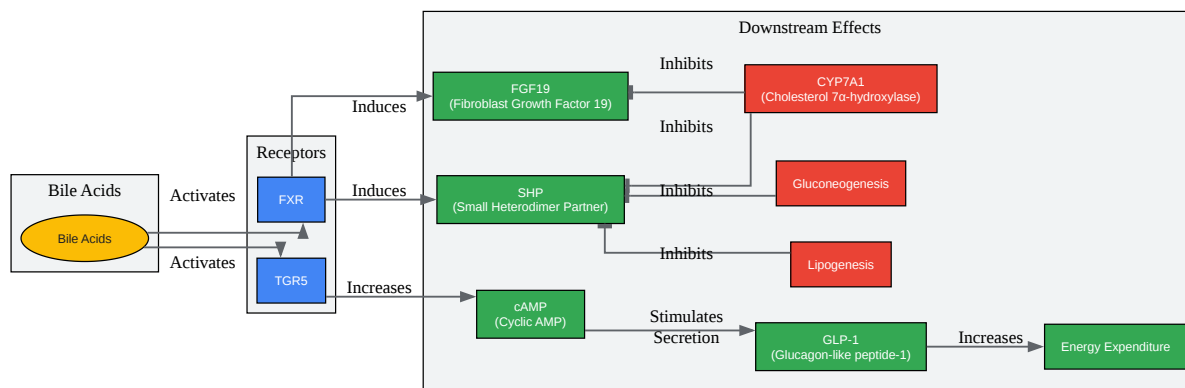 Downstream Effects
Inhibits
FGF19
(Fibroblast Growth Factor 19)
CYP7A1
(Cholesterol 7α-hydroxylase)
Induces
Inhibits
Receptors
Bile Acids
Activates
FXR
Induces
SHP
(Small Heterodimer Partner)
Inhibits
Gluconeogenesis
Bile Acids
Activates
TGR5
Inhibits
Lipogenesis
Increases
cAMP
(Cyclic AMP)
Stimulates
Secretion
GLP-1
(Glucagon-like peptide-1)
Increases
Energy Expenditure